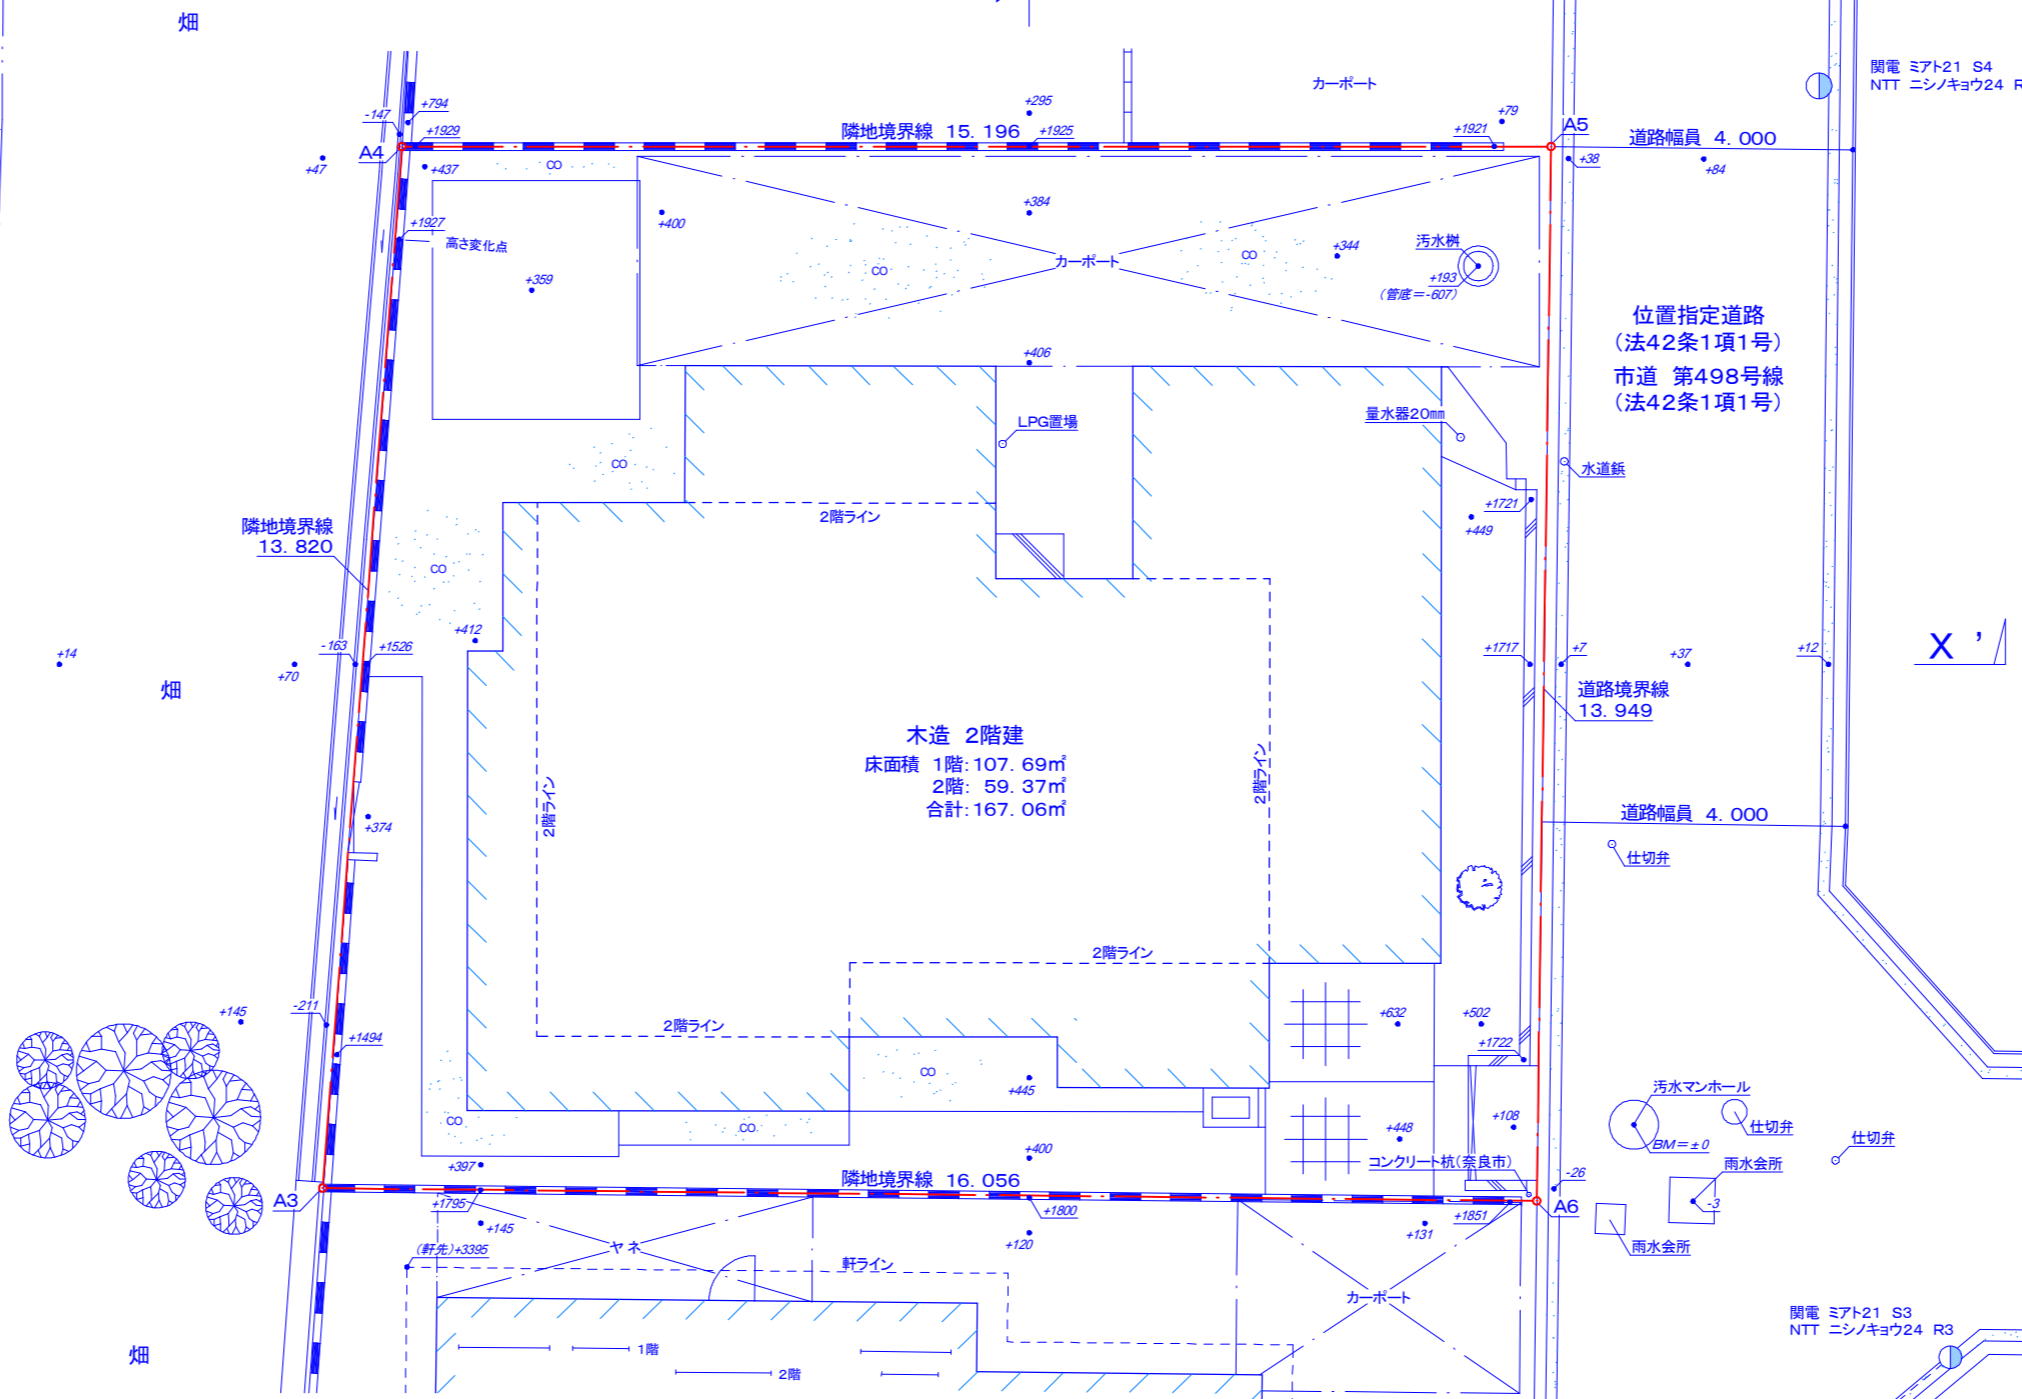 畑
カーポート
関電 ミアト21 S4
NTT ニシノキョウ24 R
-147
+794
+1929
A4
+47
+437
+1927
高さ変化点
隣地境界線 15.196
+295
+1925
+79
+1921
A5
道路幅員 4.000
+38
+84
CO
+400
+384
+359
CO
カーポート
CO
+344
汚水桝
+193
(管底=-607)
位置指定道路
(法42条1項1号)
市道 第498号線
(法42条1項1号)
+406
LPG置場
量水器20㎜
水道鋲
CO
2階ライン
+1721
+449
隣地境界線
13.820
CO
+412
-163
+1526
+14
+70
畑
+1717
+7
+37
+12
X '
道路境界線
13.949
木造 2階建
床面積 1階:107.69㎡
2階: 59.37㎡
合計:167.06㎡
2階ライン
2階ライン
+374
道路幅員 4.000
仕切弁
2階ライン
2階ライン
+145
-211
+1494
+632
+502
+1722
CO
+445
CO
CO
+448
+108
汚水マンホール
BM=±0
仕切弁
仕切弁
雨水会所
-3
雨水会所
+397
+400
コンクリート杭(奈良市)
-26
隣地境界線 16.056
A3
+1795
+145
+1800
+120
+1851
+131
A6
(軒先)+3395
ヤネ
軒ライン
カーポート
1階
2階
畑
関電 ミアト21 S3
NTT ニシノキョウ24 R3